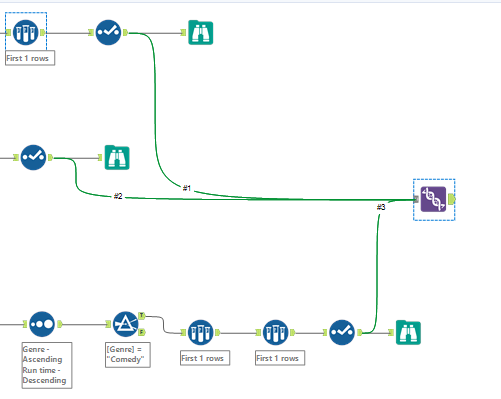 First 1 rows
#1
#2
#3
Genre -
Ascending
Run time -
Descending
[Genre] =
"Comedy"
T
F
First 1 rows
First 1 rows